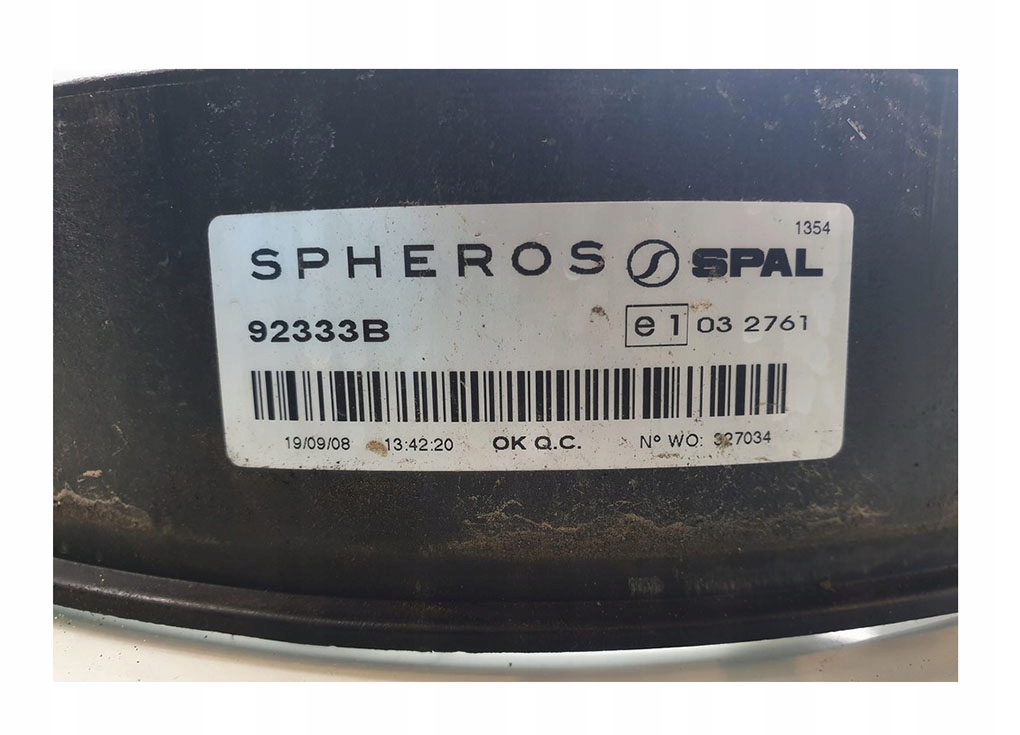 1354
SPHEROS SPAL
92333B e1 03 2761
19/09/08 13:42:20 OK Q.C. Nº WO: 327034